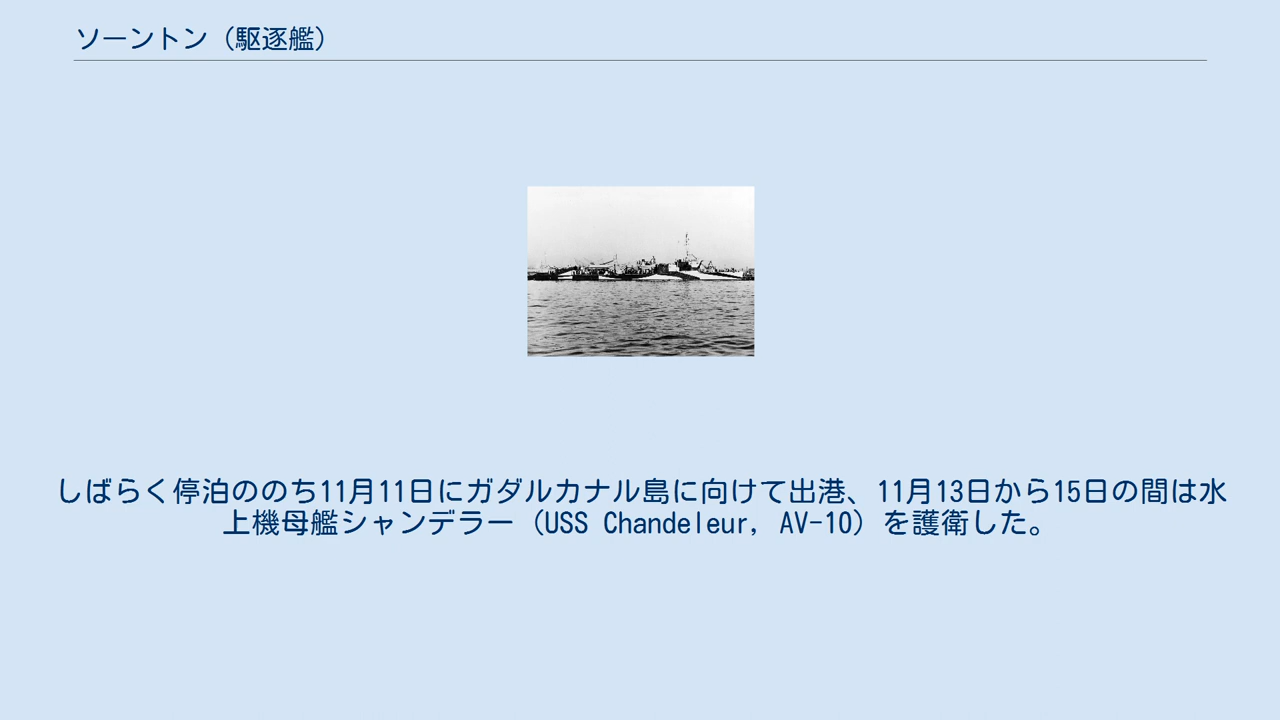 ソーントン（駆逐艦）
しばらく停泊ののち11月11日にガダルカナル島に向けて出港、11月13日から15日の間は水
上機母艦シャンデラー（USS Chandeleur, AV-10）を護衛した。